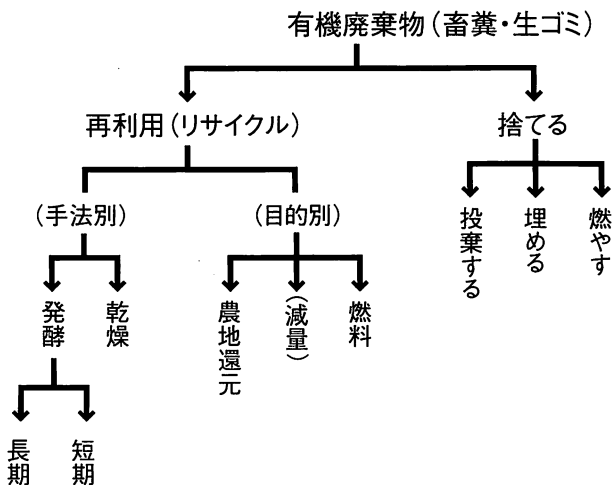 有機廃棄物(畜糞・生ゴミ)
再利用(リサイクル)
捨てる
(手法別)
(目的別)
投棄する
埋める
燃やす
発酵
乾燥
農地還元
(減量)
燃料
長期
短期